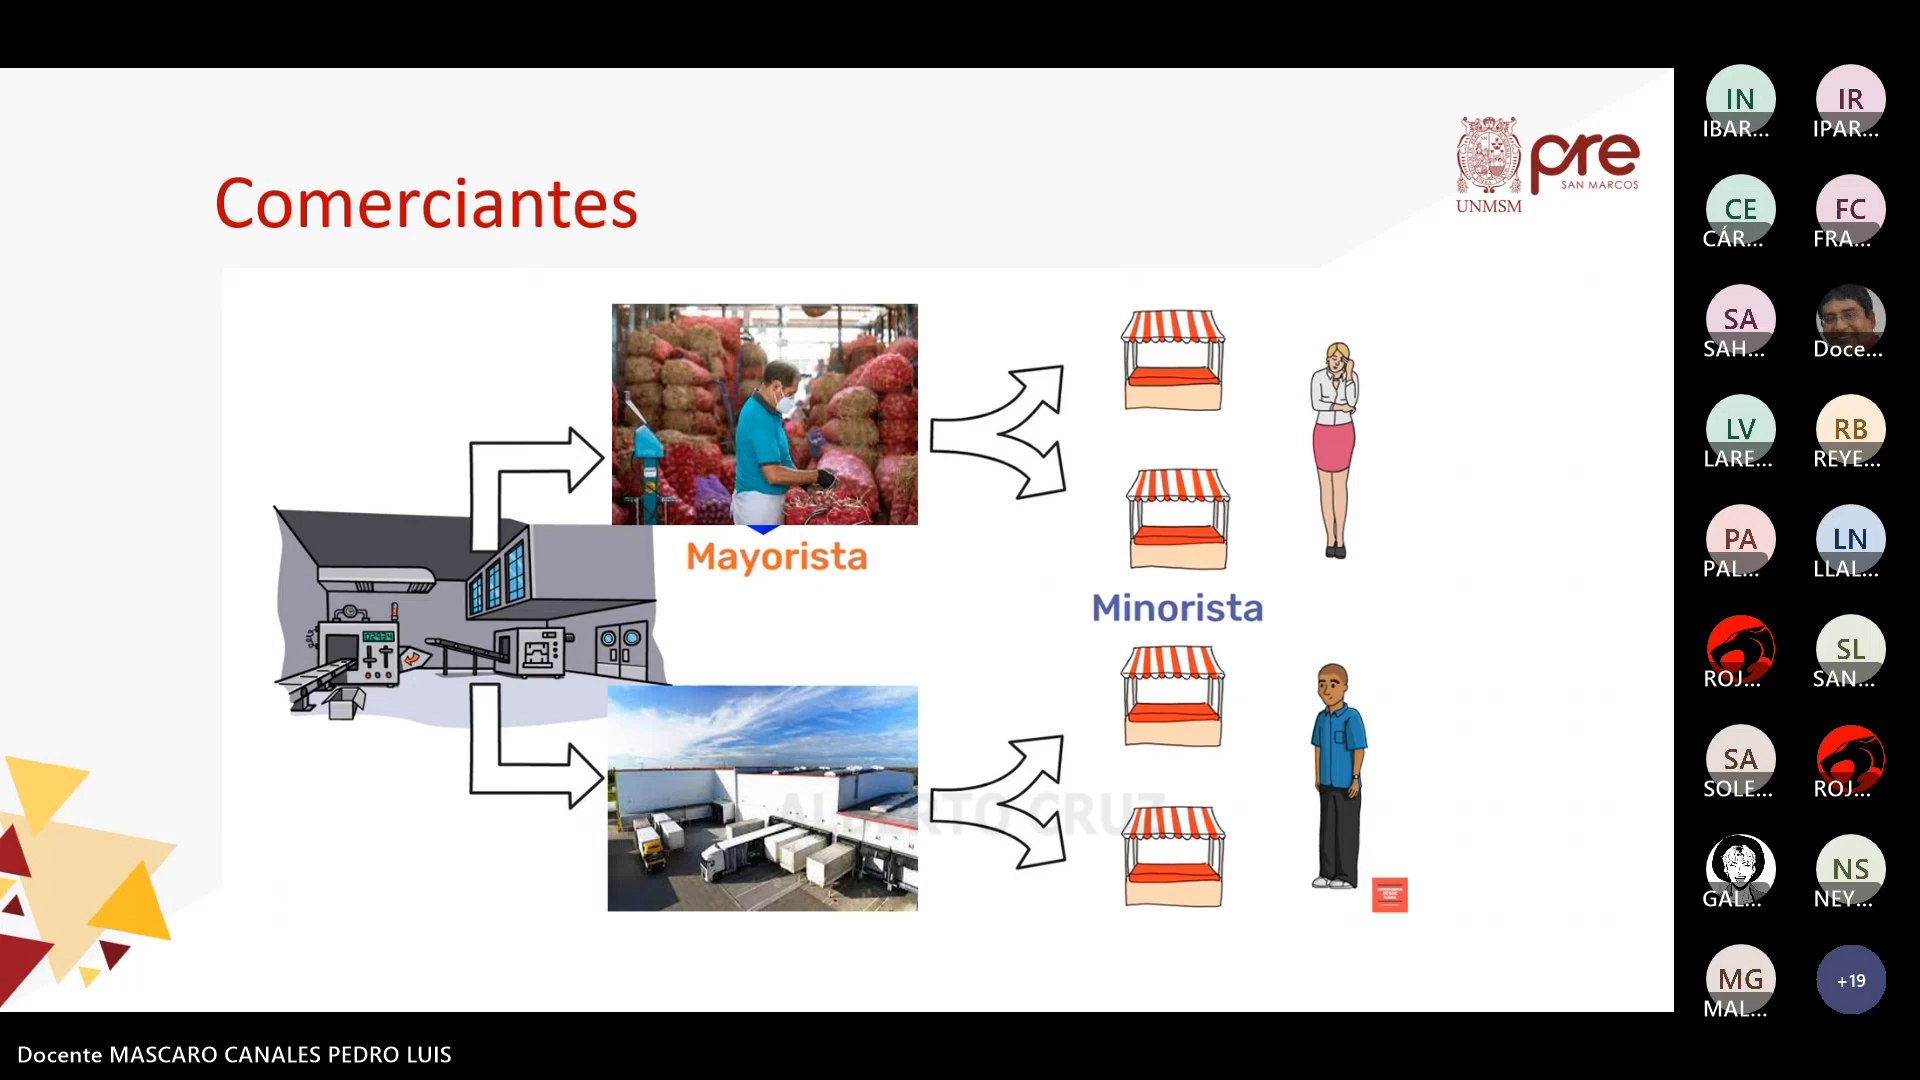 Comerciantes
UNMSM
pre
SAN MARCOS
Mayorista
Minorista
ALBERTO CRUZ
IN
IBAR...
IR
IPAR...
CE
CÁR...
FC
FRA...
SA
SAH...
Doce...
LV
LARE...
RB
REYE...
PA
PAL...
LN
LLAL...
ROJ...
SL
SAN...
SA
SOLE...
ROJ...
GAL...
NS
NEY...
MG
MAL...
+19
Docente MASCARO CANALES PEDRO LUIS